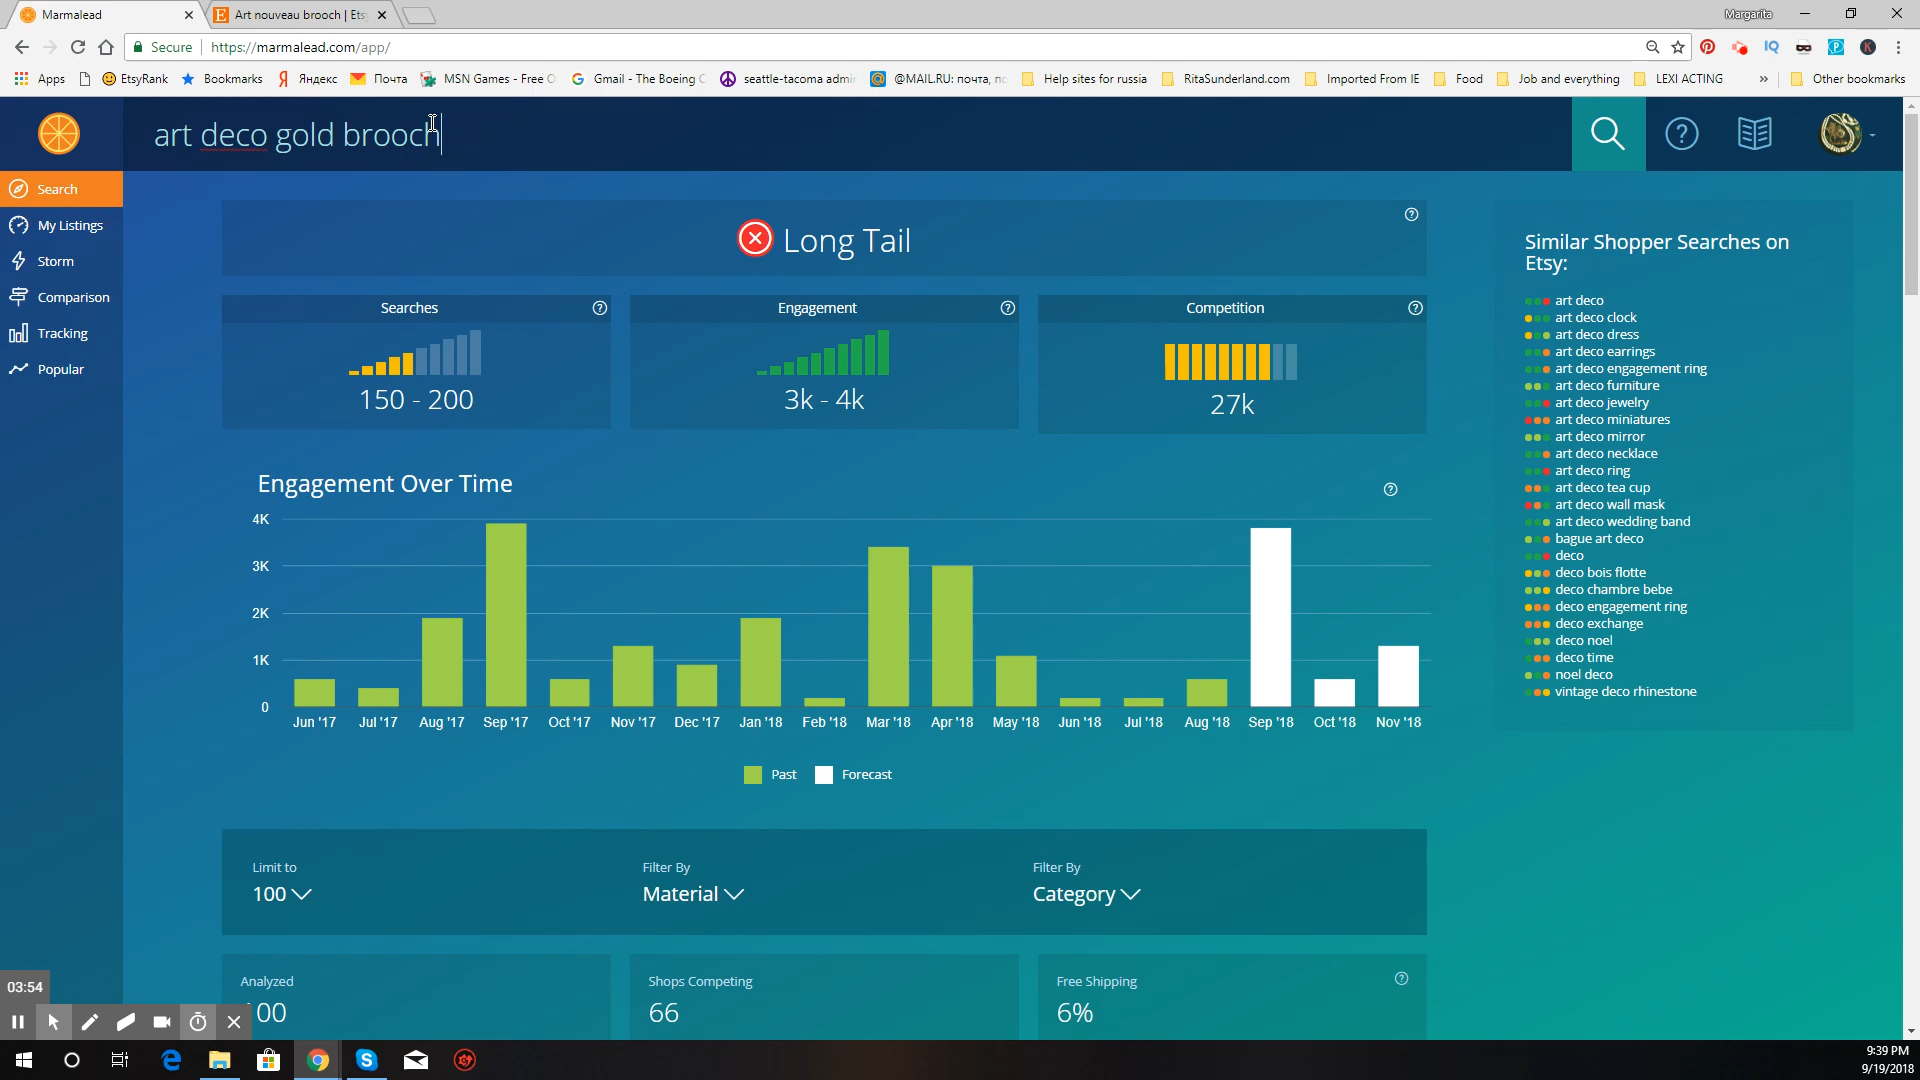 Marmalead
Art nouveau brooch | Ets
Margarita
Secure
https://marmalead.com/app/
Apps
EtsyRank
Bookmarks
Яндекс
Почта
MSN Games - Free O
Gmail - The Boeing C
seattle-tacoma admi
@MAIL.RU: почта, по
Help sites for russia
RitaSunderland.com
Imported From IE
Food
Job and everything
LEXI ACTING
»
Other bookmarks
art deco gold brooch
Search
My Listings
Storm
Comparison
Tracking
Popular
Long Tail
Searches
150 - 200
Engagement
3k - 4k
Competition
27k
Engagement Over Time
4K
3K
2K
1K
0
Jun '17 Jul '17 Aug '17 Sep '17 Oct '17 Nov '17 Dec '17 Jan '18 Feb '18 Mar '18 Apr '18 May '18 Jun '18 Jul '18 Aug '18 Sep '18 Oct '18 Nov '18
Past
Forecast
Limit to
100
Filter By
Material
Filter By
Category
Analyzed
00
Shops Competing
66
Free Shipping
6%
Similar Shopper Searches on
Etsy:
art deco
art deco clock
art deco dress
art deco earrings
art deco engagement ring
art deco furniture
art deco jewelry
art deco miniatures
art deco mirror
art deco necklace
art deco ring
art deco tea cup
art deco wall mask
art deco wedding band
bague art deco
deco
deco bois flotte
deco chambre bebe
deco engagement ring
deco exchange
deco noel
deco time
noel deco
vintage deco rhinestone
03:54
9:39 PM
9/19/2018